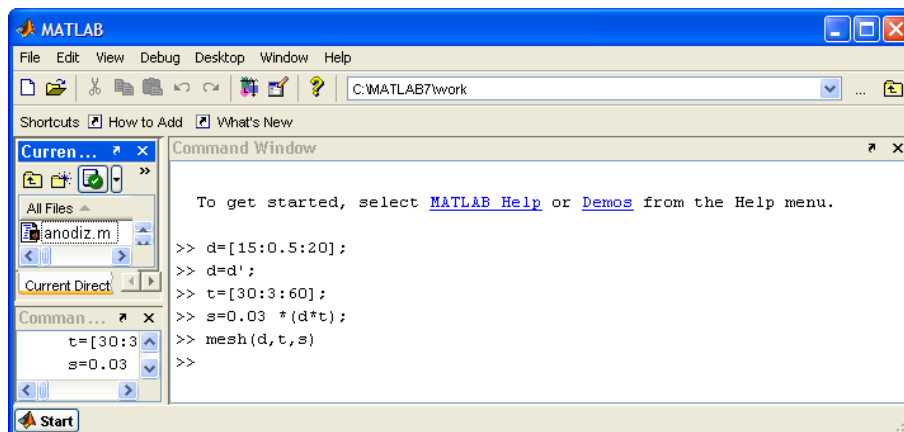 MATLAB
File Edit View Debug Desktop Window Help
C:\MATLAB7\work ...
Shortcuts How to Add What's New
Curren...
»
All Files
anodiz.m
Current Direct
Comman ...
t=[30:3
s=0.03
Command Window
To get started, select MATLAB Help or Demos from the Help menu.
>> d=[15:0.5:20];
>> d=d';
>> t=[30:3:60];
>> s=0.03 *(d*t);
>> mesh(d,t,s)
>>
Start